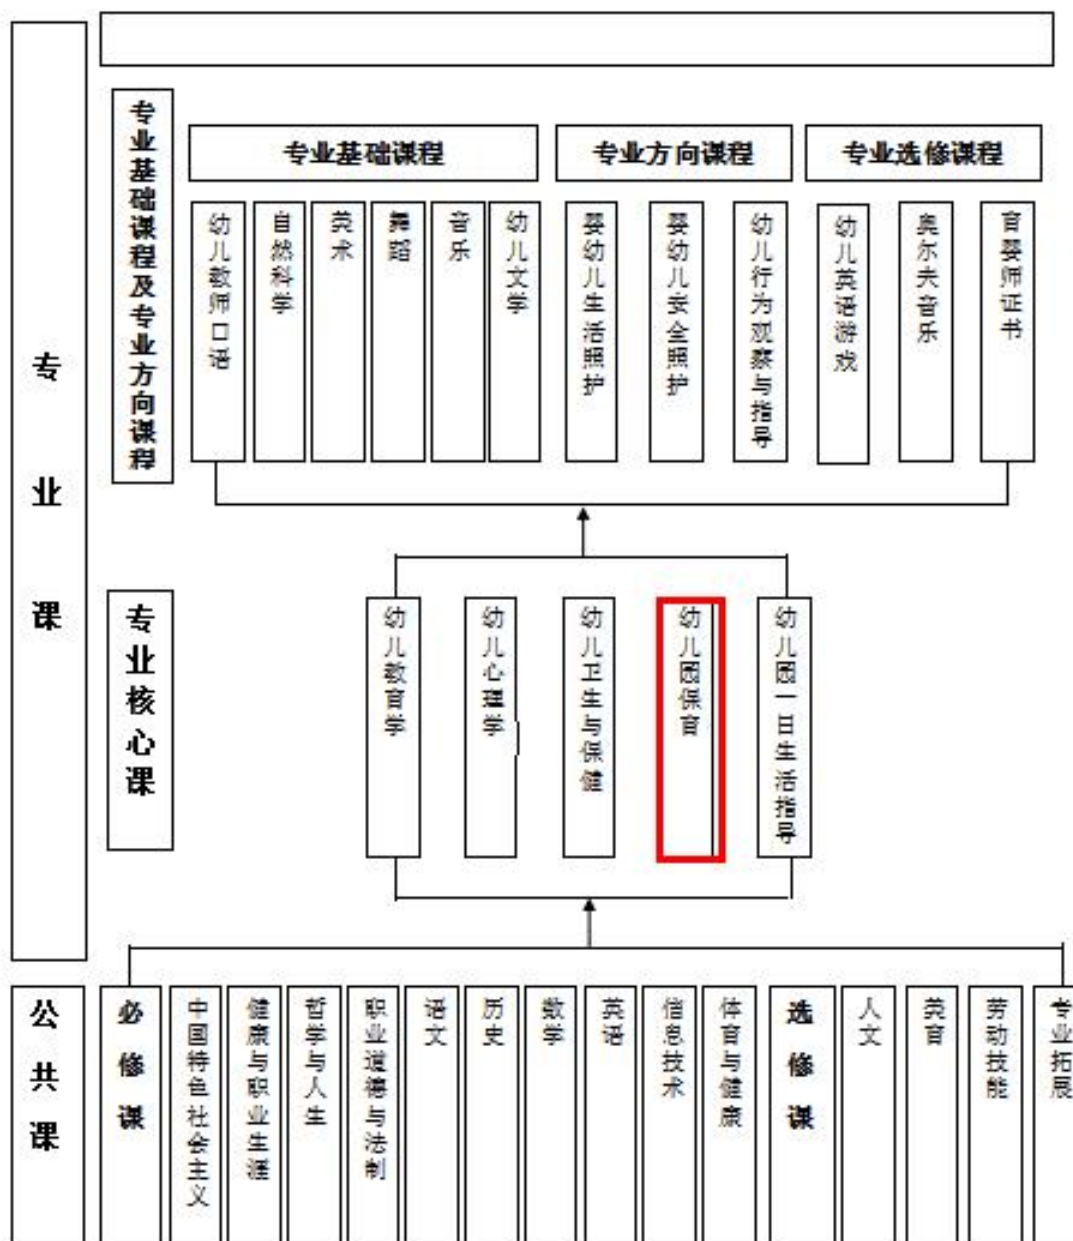 专业课
专业基础课程及专业方向课程
专业基础课程
专业方向课程
专业选修课程
幼儿教师口语
自然科学
美术
舞蹈
音乐
幼儿文学
婴幼儿生活照护
婴幼儿安全照护
幼儿行为观察与指导
幼儿英语游戏
奥尔夫音乐
育婴师证书
专业核心课
幼儿教育学
幼儿心理学
幼儿卫生与保健
幼儿园保育
幼儿园一日生活指导
公共课
必修课
中国特色社会主义
健康与职业生涯
哲学与人生
职业道德与法制
语文
历史
数学
英语
信息技术
体育与健康
选修课
人文
美育
劳动技能
专业拓展